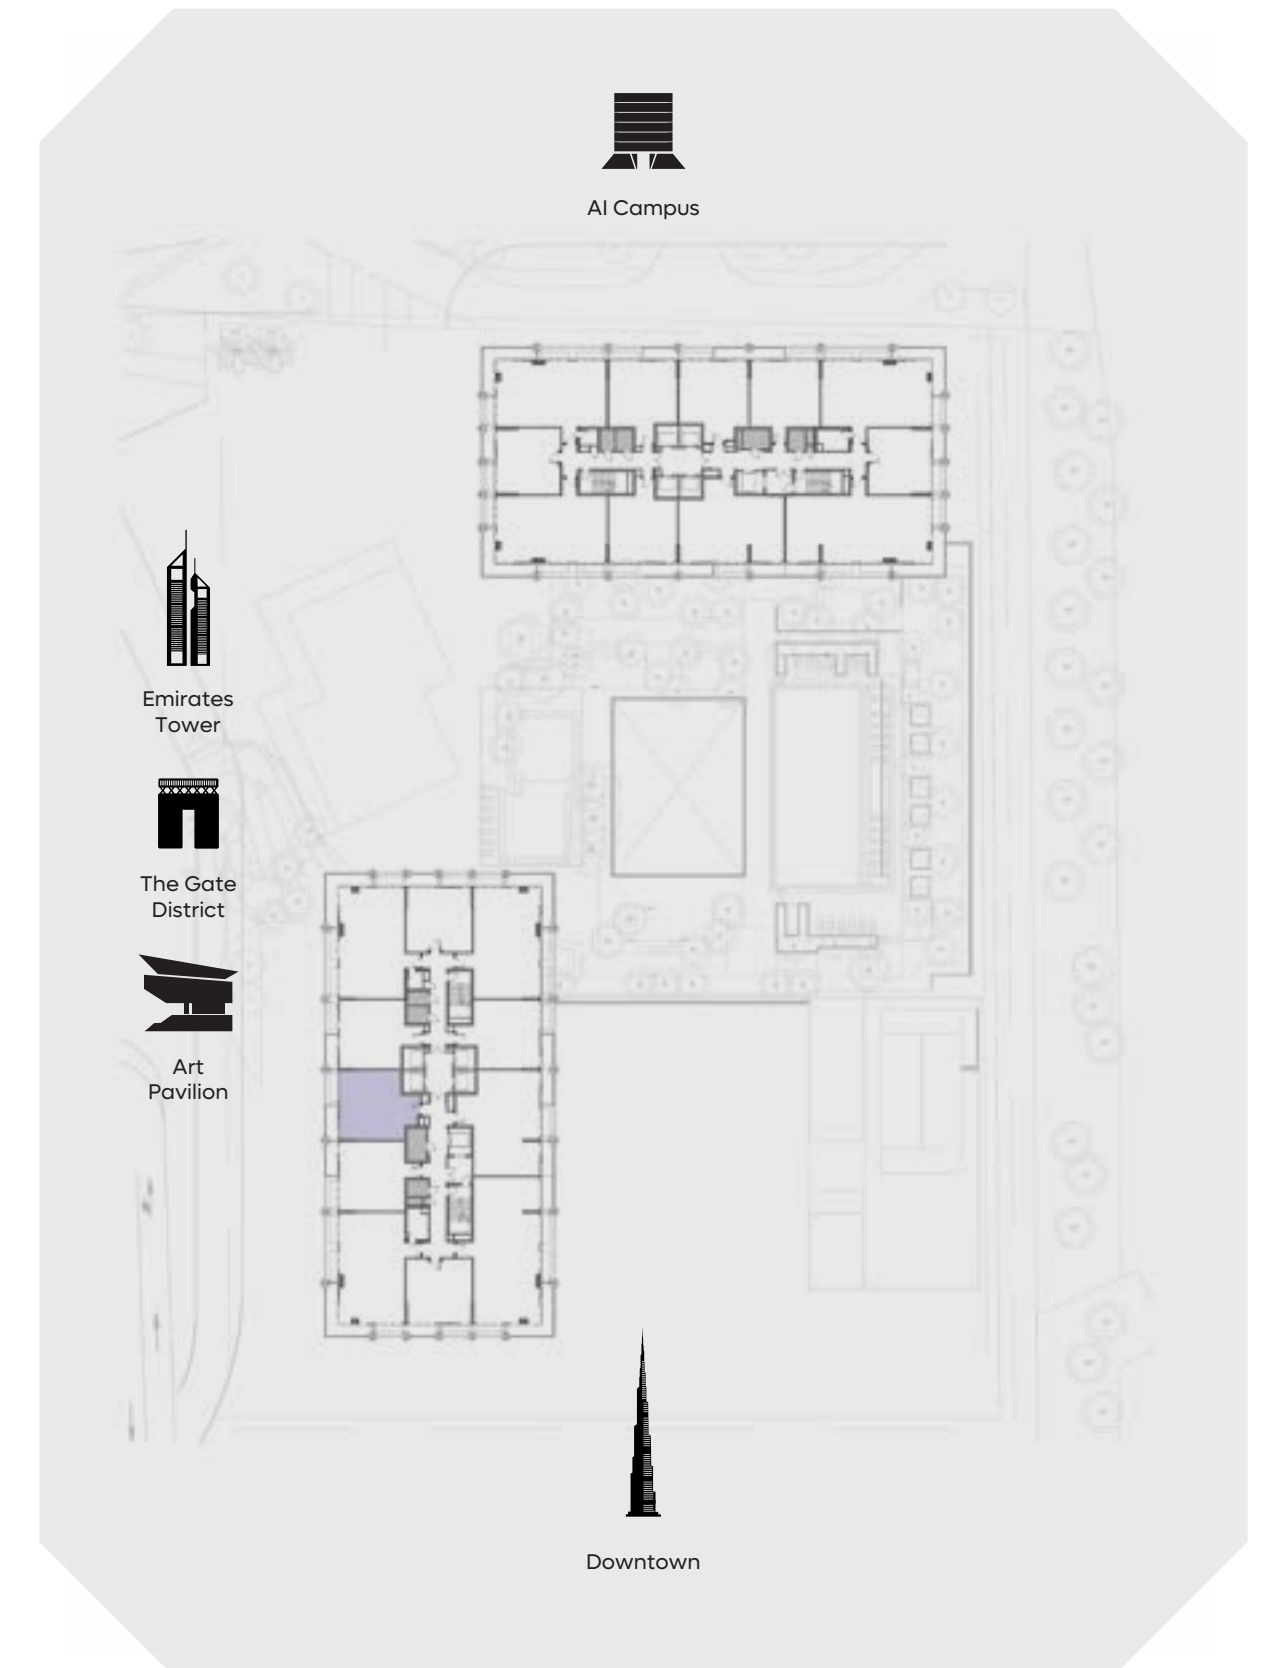 AI Campus
Emirates
Tower
The Gate
District
Art
Pavilion
Downtown